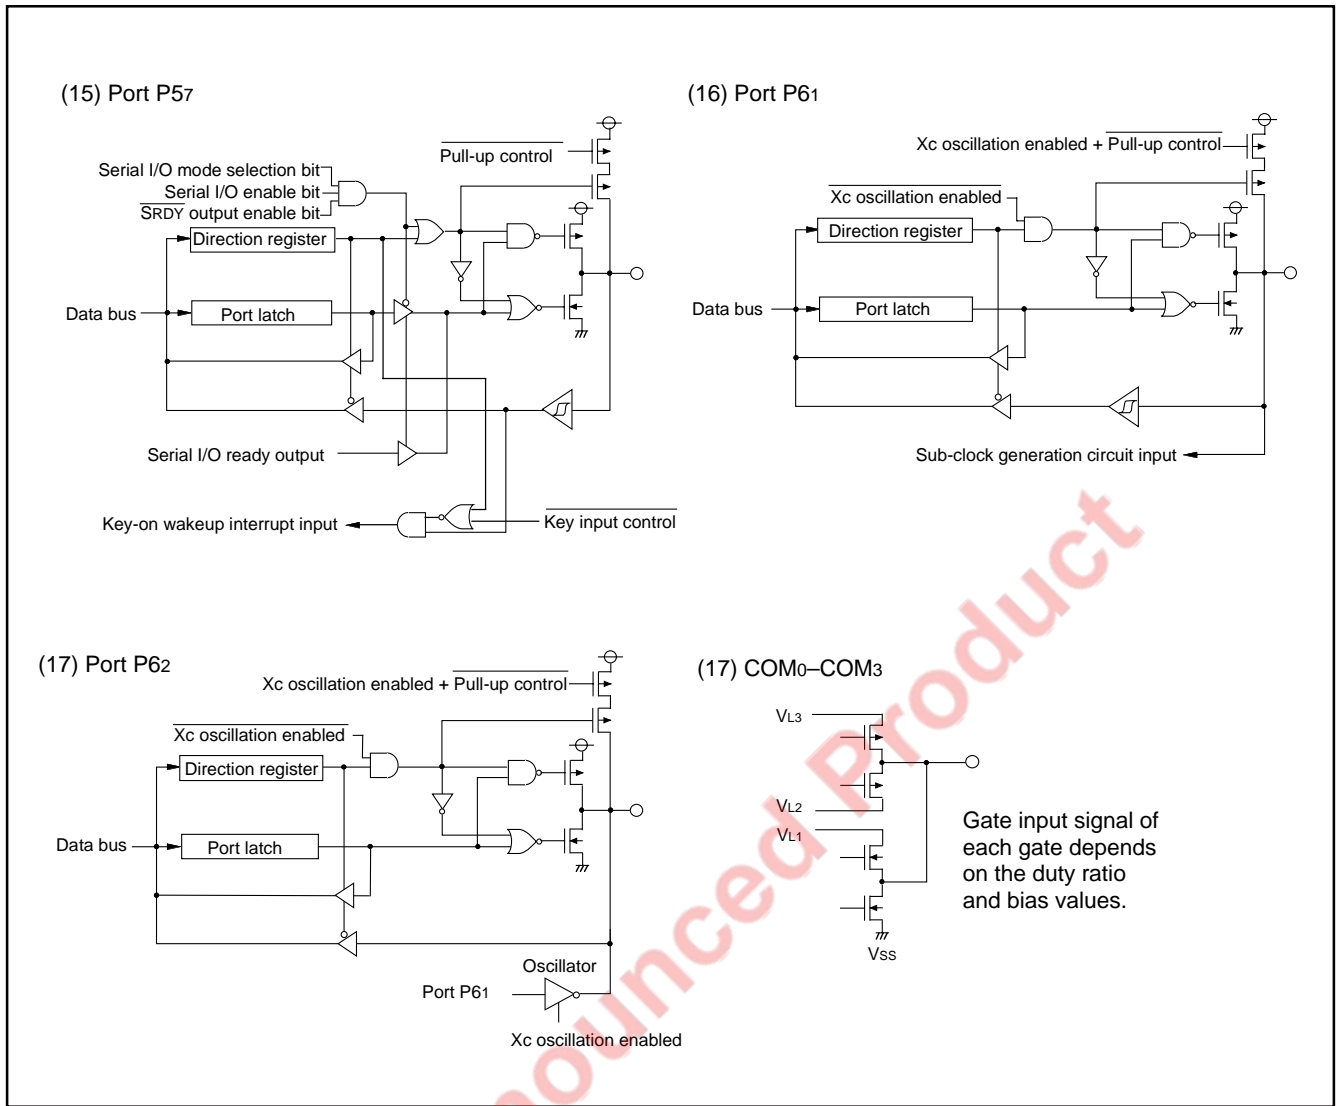 (15) Port P57
Pull-up control
Serial I/O mode selection bit
Serial I/O enable bit
SRDY output enable bit
Direction register
Data bus
Port latch
Serial I/O ready output
Key-on wakeup interrupt input
Key input control
(16) Port P61
Xc oscillation enabled + Pull-up control
Xc oscillation enabled
Direction register
Data bus
Port latch
Sub-clock generation circuit input
(17) Port P62
Xc oscillation enabled + Pull-up control
Xc oscillation enabled
Direction register
Data bus
Port latch
Oscillator
Port P61
Xc oscillation enabled
(17) COM0–COM3
VL3
VL2
VL1
VSS
Gate input signal of
each gate depends
on the duty ratio
and bias values.
ounced Product